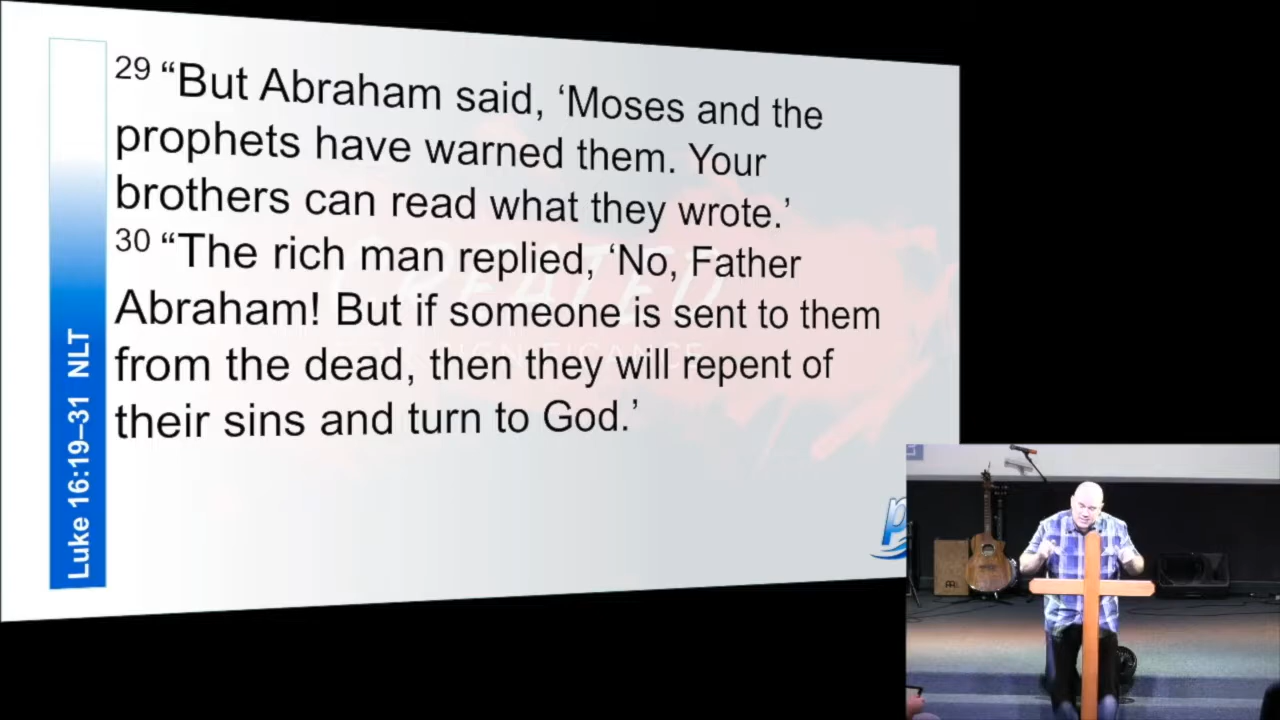 29 “But Abraham said, ‘Moses and the
prophets have warned them. Your
brothers can read what they wrote.’
30 “The rich man replied, ‘No, Father
Abraham! But if someone is sent to them
from the dead, then they will repent of
their sins and turn to God.’
Luke 16:19–31 NLT
CREATED